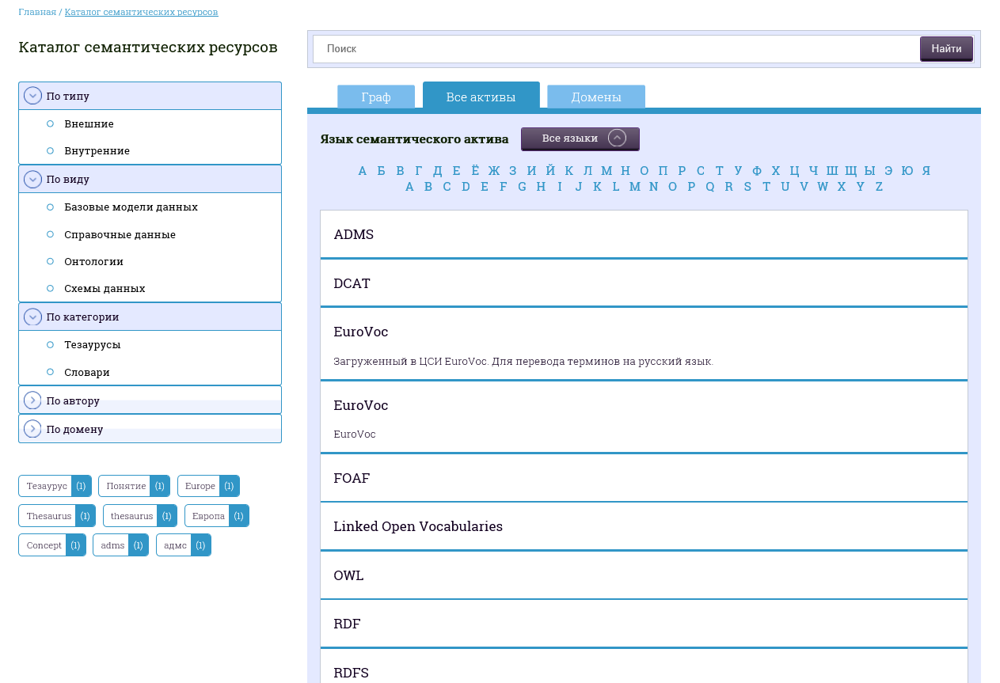 Главная / Каталог семантических ресурсов
Каталог семантических ресурсов
По типу
Внешние
Внутренние
По виду
Базовые модели данных
Справочные данные
Онтологии
Схемы данных
По категории
Тезаурусы
Словари
По автору
По домену
Тезаурус (1) Понятие (1) Europe (1)
Thesaurus (1) thesaurus (1) Европа (1)
Concept (1) adms (1) адмс (1)
Поиск Найти
Граф Все активы Домены
Язык семантического актива Все языки
А Б В Г Д Е Ё Ж З И Й К Л М Н О П Р С Т У Ф Х Ц Ч Ш Щ Ы Э Ю Я
A B C D E F G H I J K L M N O P Q R S T U V W X Y Z
ADMS
DCAT
EuroVoc
Загруженный в ЦСИ EuroVoc. Для перевода терминов на русский язык.
EuroVoc
EuroVoc
FOAF
Linked Open Vocabularies
OWL
RDF
RDFS